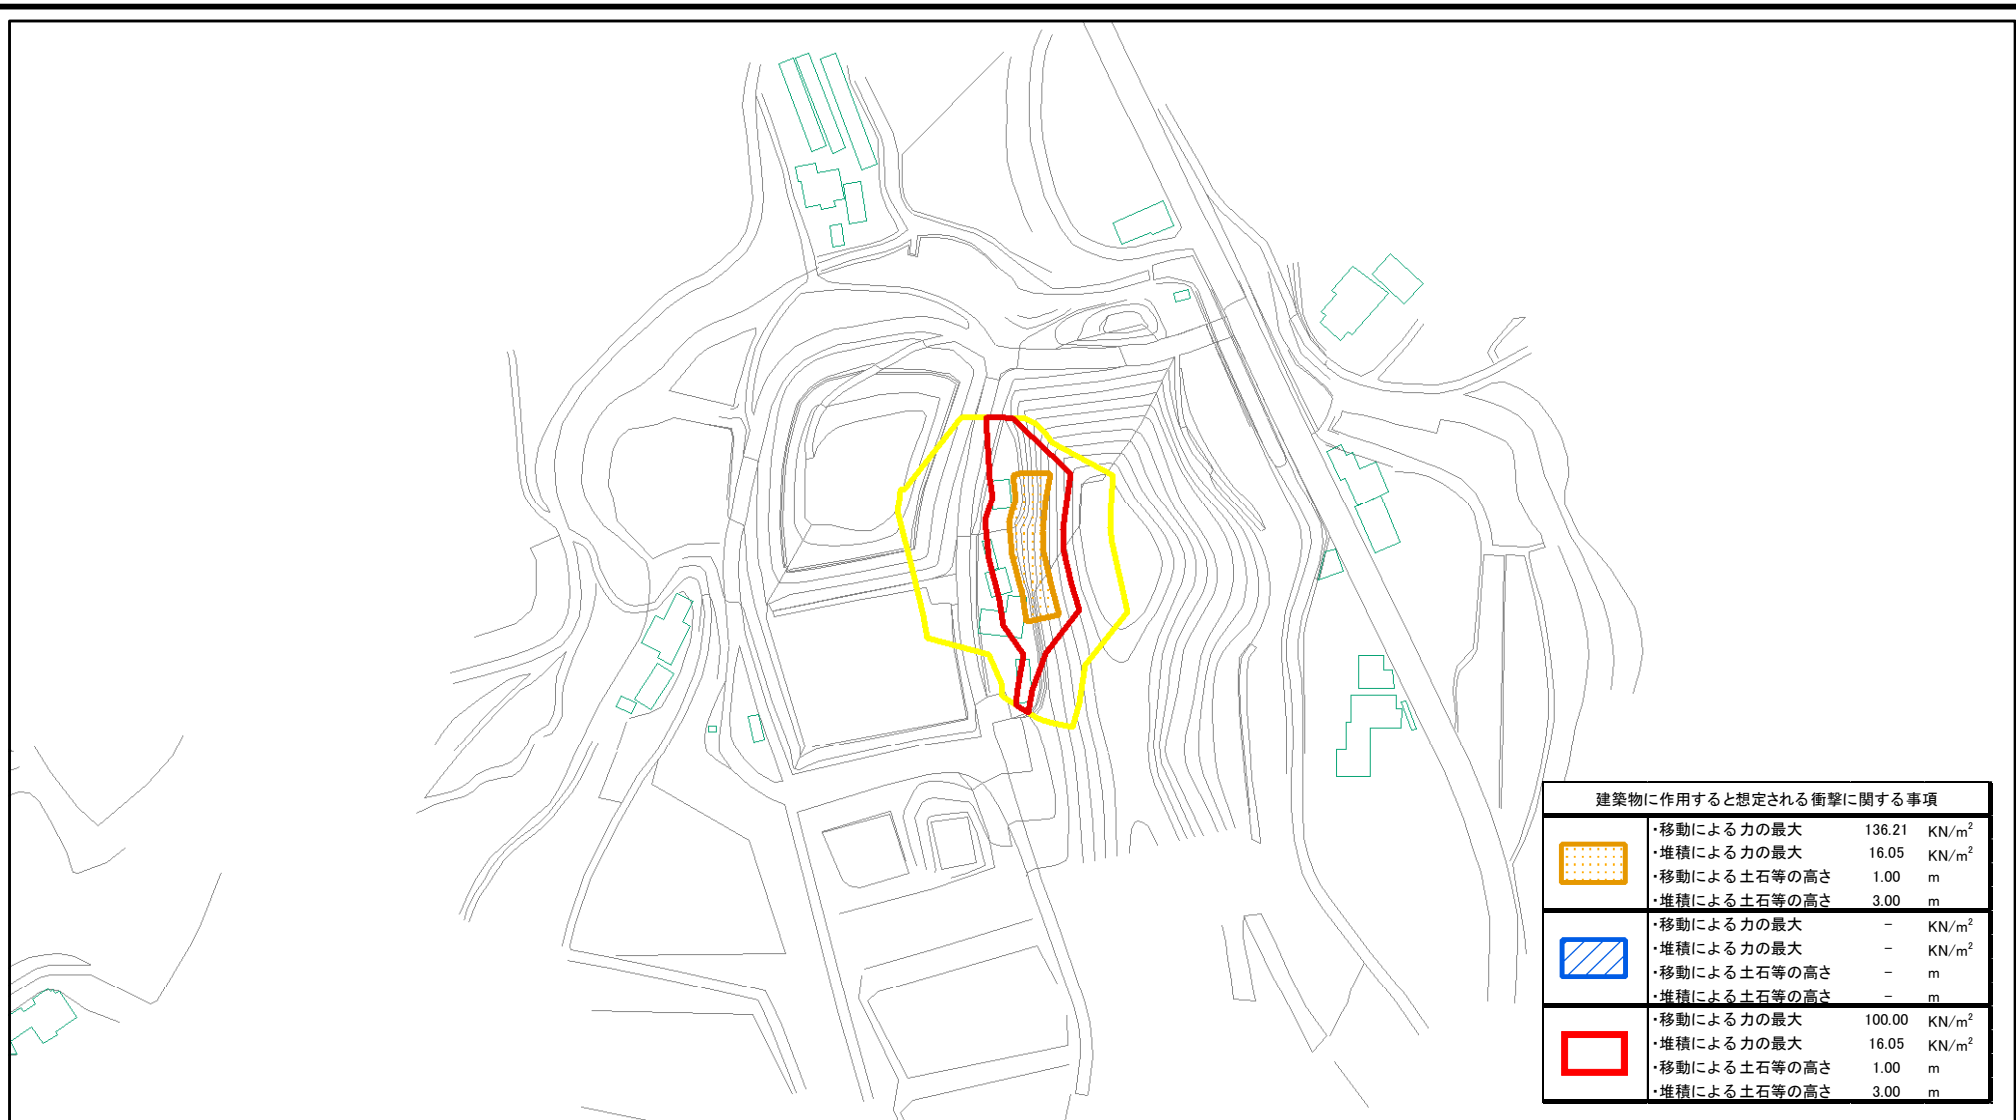 建築物に作用すると想定される衝撃に関する事項
・移動による力の最大 136.21 KN/m²
・堆積による力の最大 16.05 KN/m²
・移動による土石等の高さ 1.00 m
・堆積による土石等の高さ 3.00 m
・移動による力の最大 − KN/m²
・堆積による力の最大 − KN/m²
・移動による土石等の高さ − m
・堆積による土石等の高さ − m
・移動による力の最大 100.00 KN/m²
・堆積による力の最大 16.05 KN/m²
・移動による土石等の高さ 1.00 m
・堆積による土石等の高さ 3.00 m